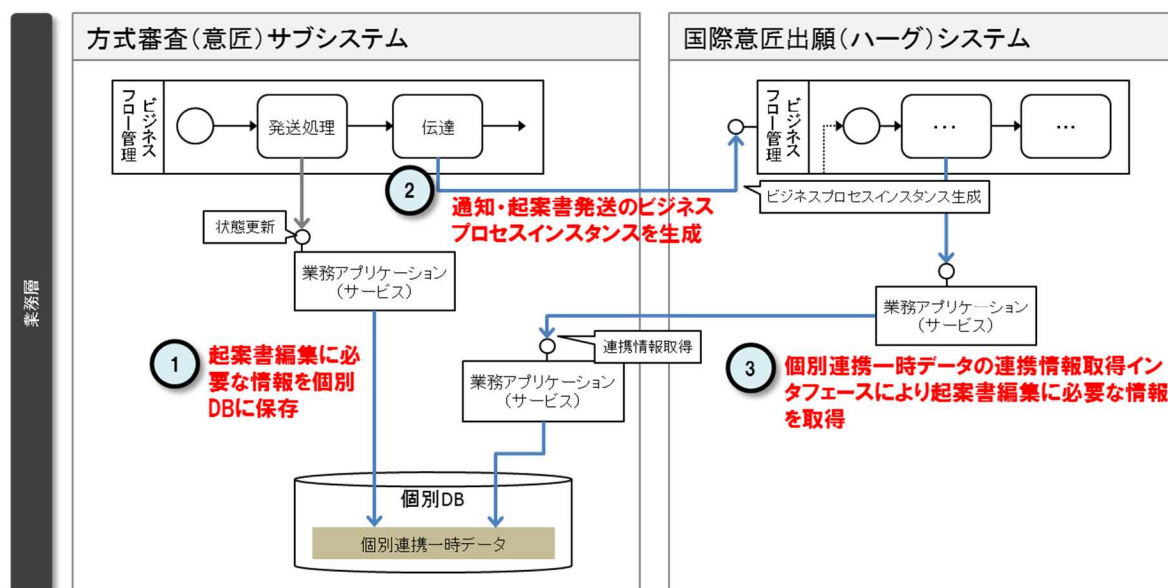 業務層
方式審査(意匠)サブシステム
ビジネス
フロー管理
発送処理
伝達
状態更新
業務アプリケーション
(サービス)
1
起案書編集に必
要な情報を個別
DBに保存
2
通知・起案書発送のビジネス
プロセスインスタンスを生成
連携情報取得
業務アプリケーション
(サービス)
個別DB
個別連携一時データ
国際意匠出願(ハーグ)システム
ビジネス
フロー管理
…
…
ビジネスプロセスインスタンス生成
業務アプリケーション
(サービス)
3
個別連携一時データの連携情報取得イン
タフェースにより起案書編集に必要な情報
を取得